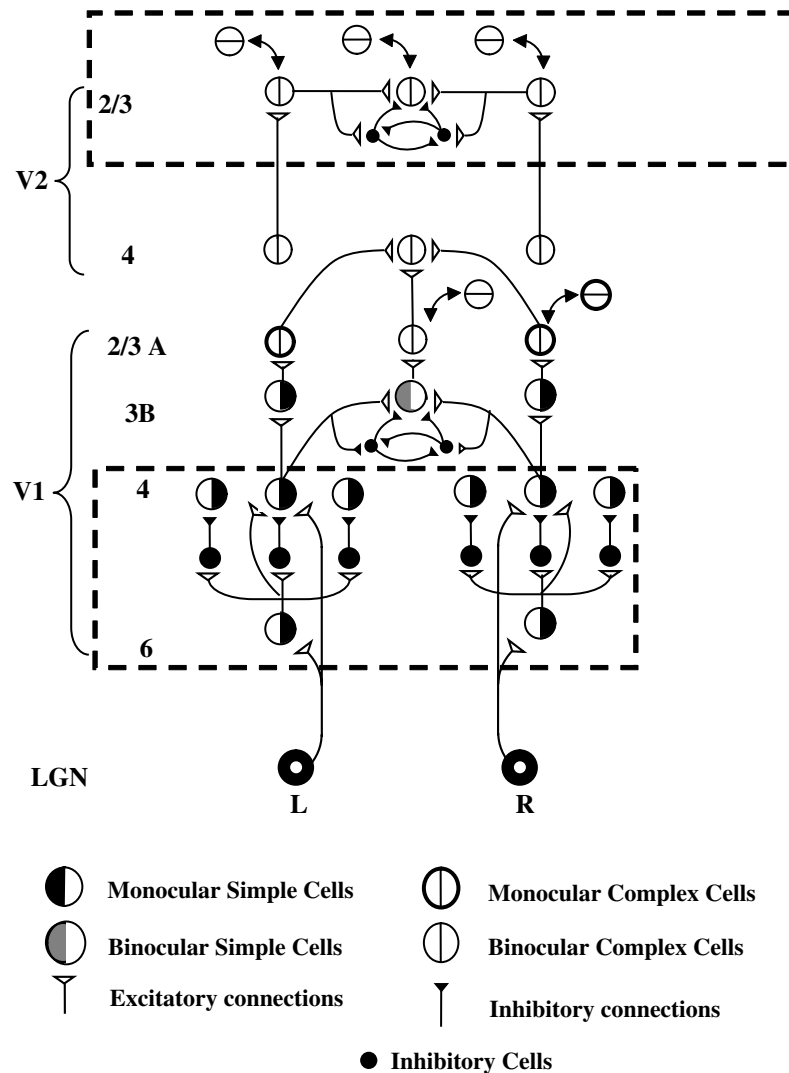 2/3
V2
4
2/3 A
3B
V1
4
6
LGN
L R
Monocular Simple Cells Monocular Complex Cells
Binocular Simple Cells Binocular Complex Cells
Excitatory connections Inhibitory connections
Inhibitory Cells